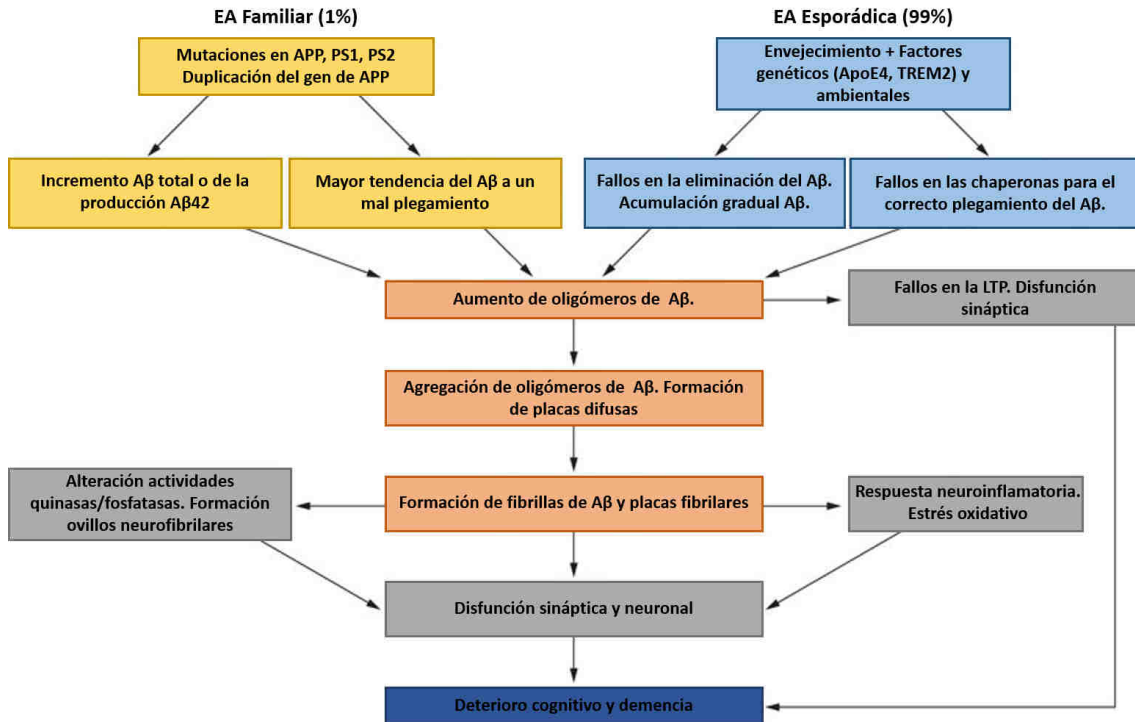 EA Familiar (1%)
EA Esporádica (99%)
Mutaciones en APP, PS1, PS2
Duplicación del gen de APP
Envejecimiento + Factores
genéticos (ApoE4, TREM2) y
ambientales
Incremento Aβ total o de la
producción Aβ42
Mayor tendencia del Aβ a un
mal plegamiento
Fallos en la eliminación del Aβ.
Acumulación gradual Aβ.
Fallos en las chaperonas para el
correcto plegamiento del Aβ.
Aumento de oligómeros de Aβ.
Fallos en la LTP. Disfunción
sináptica
Agregación de oligómeros de Aβ. Formación
de placas difusas
Alteración actividades
quinasas/fosfatasas. Formación
ovillos neurofibrilares
Formación de fibrillas de Aβ y placas fibrilares
Respuesta neuroinflamatoria.
Estrés oxidativo
Disfunción sináptica y neuronal
Deterioro cognitivo y demencia